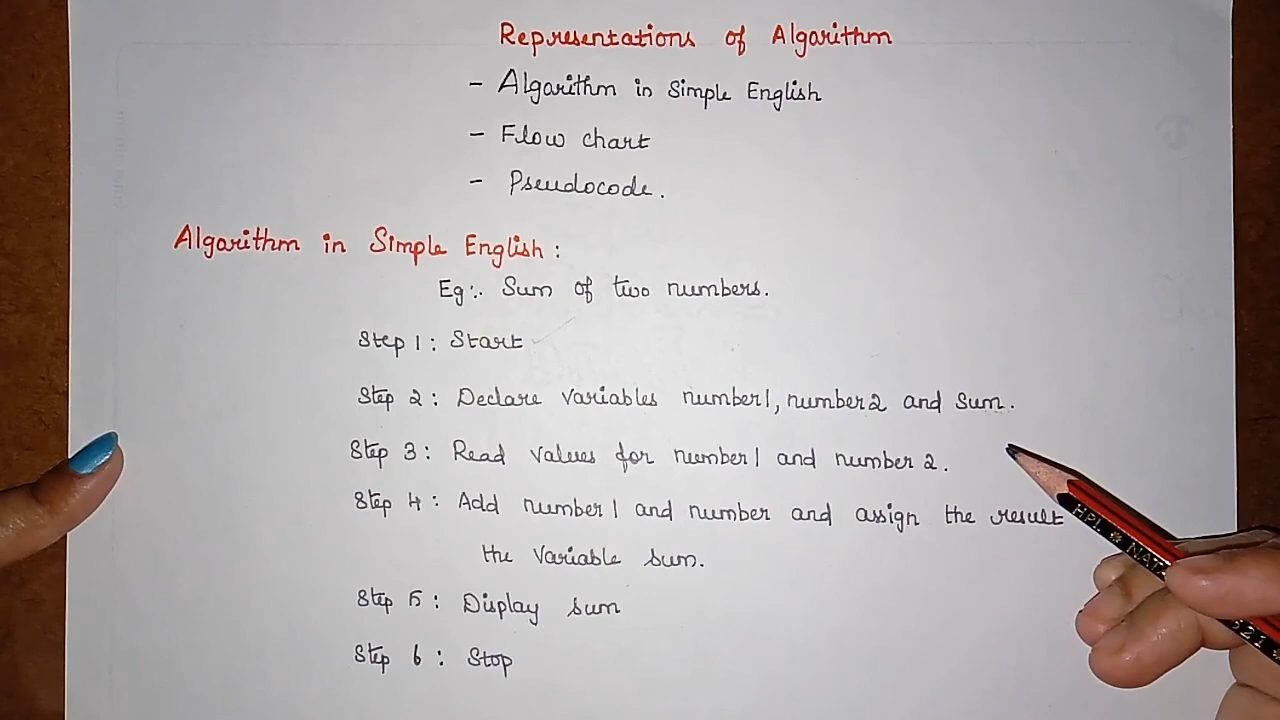 Representations of Algorithm
- Algorithm in Simple English
- Flow chart
- Pseudocode.
Algorithm in Simple English :
Eg:. Sum of two numbers.
Step 1 : Start
Step 2 : Declare variables number1, number2 and sum.
Step 3 : Read values for number1 and number 2.
Step 4 : Add number1 and number and assign the result
the variable sum.
Step 5 : Display sum
Step 6 : Stop
HPL * NATA
521 *